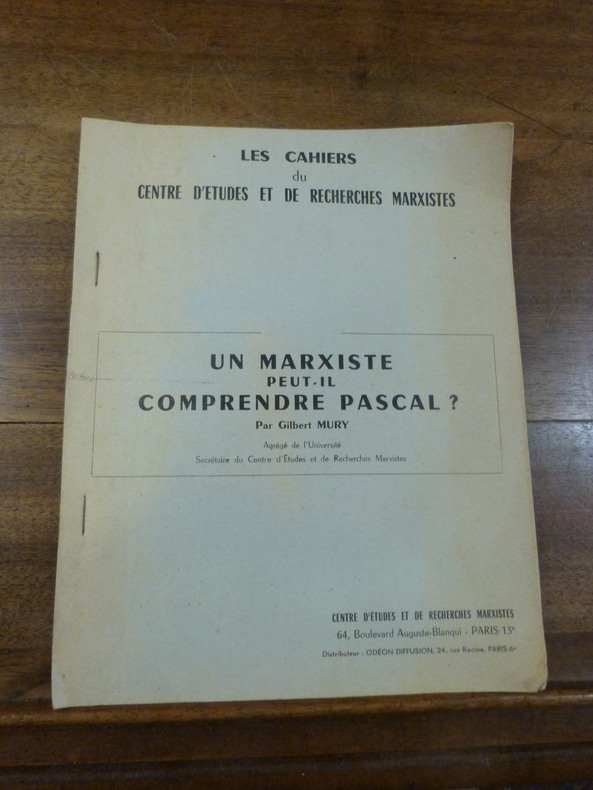 LES CAHIERS
du
CENTRE D'ETUDES ET DE RECHERCHES MARXISTES
UN MARXISTE
PEUT-IL
COMPRENDRE PASCAL ?
Par Gilbert MURY
Agrégé de l'Université
Secrétaire du Centre d'Études et de Recherches Marxistes
CENTRE D'ÉTUDES ET DE RECHERCHES MARXISTES
64, Boulevard Auguste-Blanqui - PARIS-13e
Distributeur : ODÉON DIFFUSION, 24, rue Racine, PARIS-6e